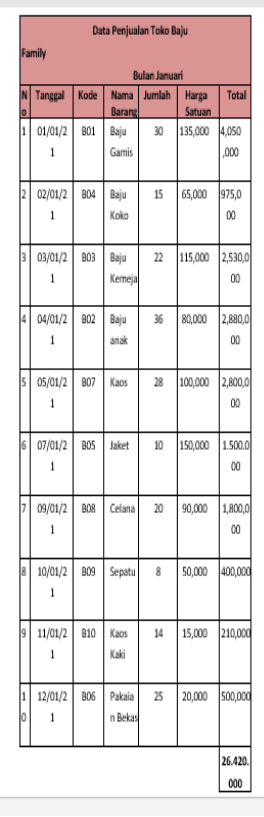 Data Penjualan Toko Baju
Family
Bulan Januari
No Tanggal Kode Nama Barang Jumlah Harga Satuan Total
1 01/01/21 B01 Baju Gamis 30 135,000 4,050,000
2 02/01/21 B04 Baju Koko 15 65,000 975,000
3 03/01/21 B03 Baju Kemeja 22 115,000 2,530,000
4 04/01/21 B02 Baju anak 36 80,000 2,880,000
5 05/01/21 B07 Kaos 28 100,000 2,800,000
6 07/01/21 B05 Jaket 10 150,000 1.500.000
7 09/01/21 B08 Celana 20 90,000 1,800,000
8 10/01/21 B09 Sepatu 8 50,000 400,000
9 11/01/21 B10 Kaos Kaki 14 15,000 210,000
10 12/01/21 B06 Pakaian Bekas 25 20,000 500,000
26.420.000